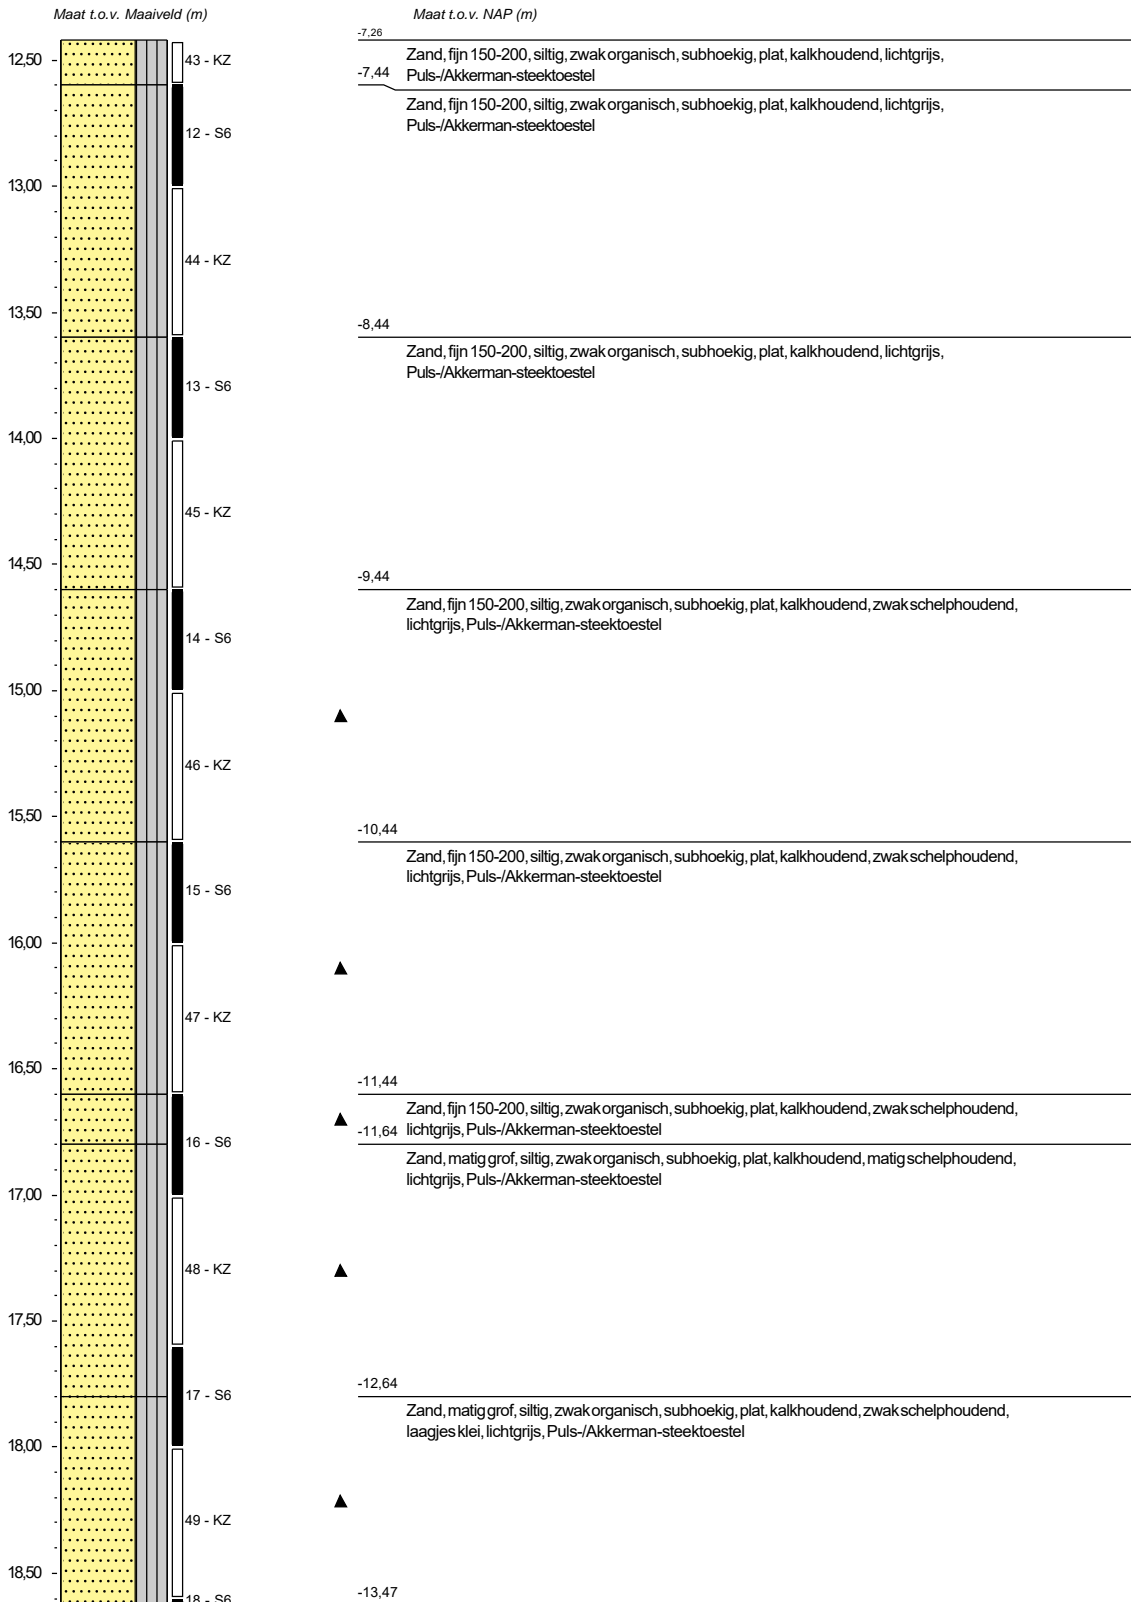 Maat t.o.v. Maaiveld (m) Maat t.o.v. NAP (m)
-7,26
12,50 43 - KZ Zand, fijn 150-200, siltig, zwak organisch, subhoekig, plat, kalkhoudend, lichtgrijs,
-7,44 Puls-/Akkerman-steektoestel
Zand, fijn 150-200, siltig, zwak organisch, subhoekig, plat, kalkhoudend, lichtgrijs,
Puls-/Akkerman-steektoestel
12 - S6
13,00
44 - KZ
13,50
-8,44
Zand, fijn 150-200, siltig, zwak organisch, subhoekig, plat, kalkhoudend, lichtgrijs,
Puls-/Akkerman-steektoestel
13 - S6
14,00
45 - KZ
14,50
-9,44
Zand, fijn 150-200, siltig, zwak organisch, subhoekig, plat, kalkhoudend, zwak schelphoudend,
lichtgrijs, Puls-/Akkerman-steektoestel
14 - S6
15,00
46 - KZ
15,50
-10,44
Zand, fijn 150-200, siltig, zwak organisch, subhoekig, plat, kalkhoudend, zwak schelphoudend,
lichtgrijs, Puls-/Akkerman-steektoestel
15 - S6
16,00
47 - KZ
16,50
-11,44
Zand, fijn 150-200, siltig, zwak organisch, subhoekig, plat, kalkhoudend, zwak schelphoudend,
-11,64 lichtgrijs, Puls-/Akkerman-steektoestel
16 - S6
Zand, matig grof, siltig, zwak organisch, subhoekig, plat, kalkhoudend, matig schelphoudend,
lichtgrijs, Puls-/Akkerman-steektoestel
17,00
48 - KZ
17,50
-12,64
17 - S6
Zand, matig grof, siltig, zwak organisch, subhoekig, plat, kalkhoudend, zwak schelphoudend,
laagjes klei, lichtgrijs, Puls-/Akkerman-steektoestel
18,00
49 - KZ
18,50
-13,47
18 - S6